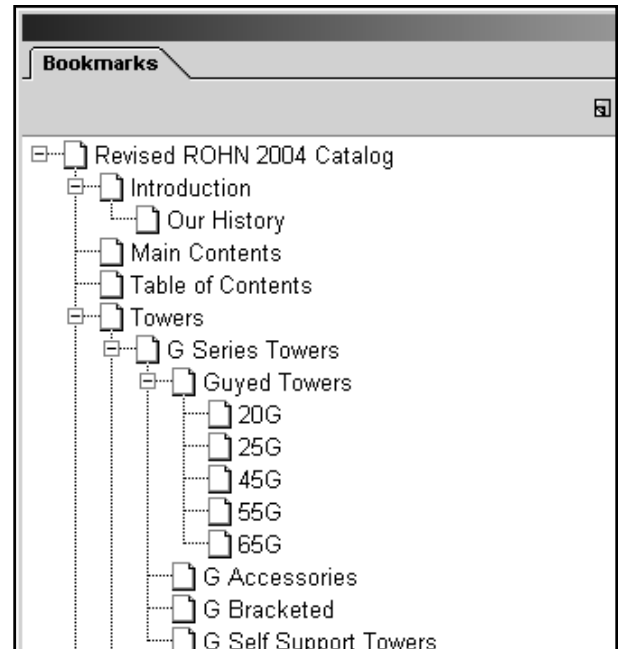 Bookmarks
Revised ROHN 2004 Catalog
Introduction
Our History
Main Contents
Table of Contents
Towers
G Series Towers
Guyed Towers
20G
25G
45G
55G
65G
G Accessories
G Bracketed
G Self Support Towers